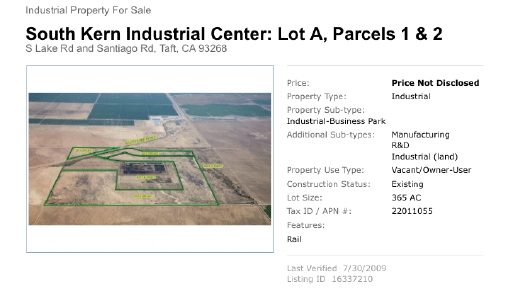 Industrial Property For Sale
South Kern Industrial Center: Lot A, Parcels 1 & 2
S Lake Rd and Santiago Rd, Taft, CA 93268
Price: Price Not Disclosed
Property Type: Industrial
Property Sub-type:
Industrial-Business Park
Additional Sub-types: Manufacturing
R&D
Industrial (land)
Property Use Type: Vacant/Owner-User
Construction Status: Existing
Lot Size: 365 AC
Tax ID / APN #: 22011055
Features:
Rail
Last Verified 7/30/2009
Listing ID 16337210